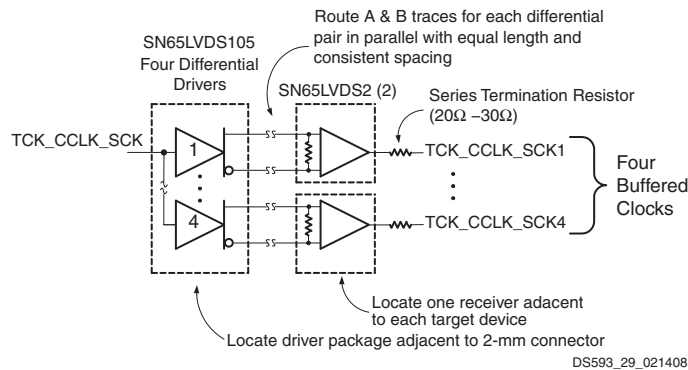 Route A & B traces for each differential
pair in parallel with equal length and
consistent spacing
SN65LVDS105
Four Differential
Drivers
SN65LVDS2 (2)
Series Termination Resistor
(20Ω –30Ω)
TCK_CCLK_SCK
1
TCK_CCLK_SCK1
4
TCK_CCLK_SCK4
Four
Buffered
Clocks
Locate one receiver adacent
to each target device
Locate driver package adjacent to 2-mm connector
DS593_29_021408